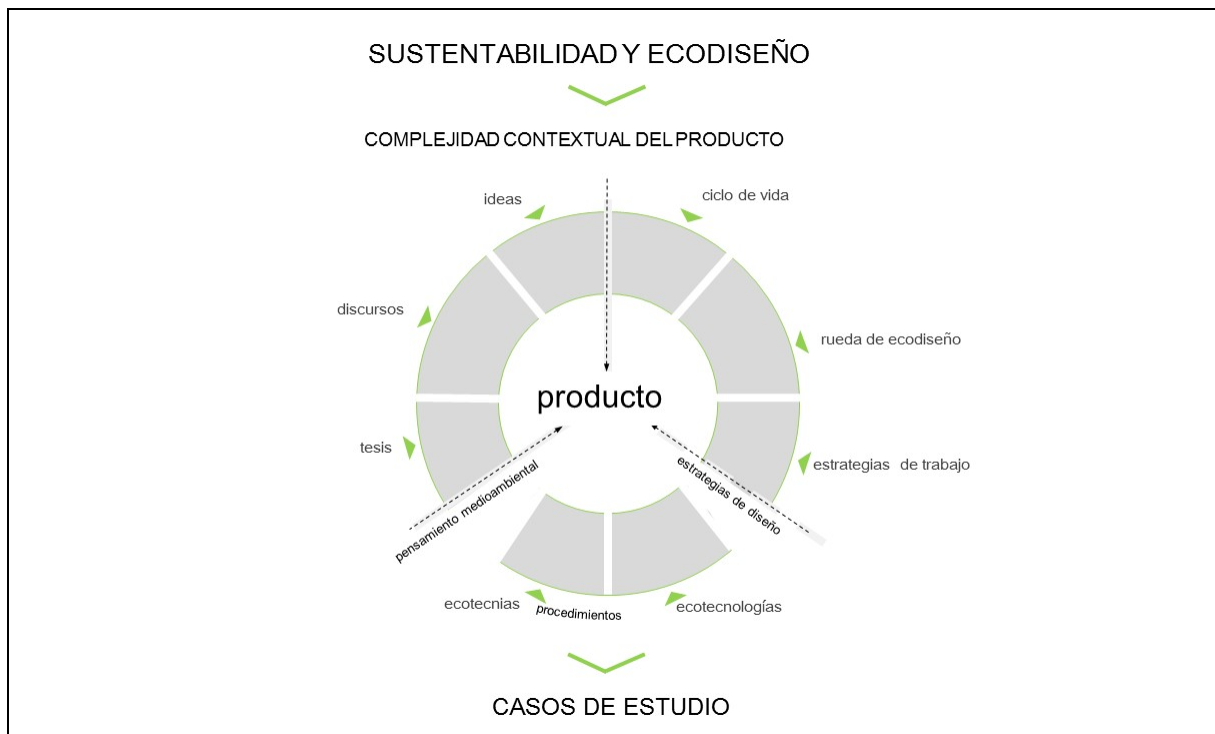 SUSTENTABILIDAD Y ECODISEÑO
COMPLEJIDAD CONTEXTUAL DEL PRODUCTO
ideas
ciclo de vida
discursos
rueda de ecodiseño
producto
tesis
estrategias de trabajo
pensamiento medioambiental
estrategias de diseño
ecotecnias
procedimientos
ecotecnologías
CASOS DE ESTUDIO